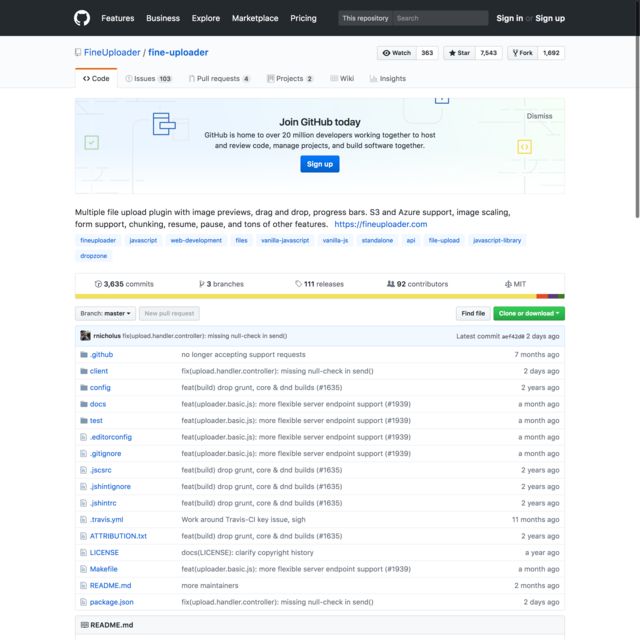 Features Business Explore Marketplace Pricing This repository Search Sign in or Sign up
FineUploader / fine-uploader Watch 363 Star 7,543 Fork 1,692
Code Issues 103 Pull requests 4 Projects 2 Wiki Insights
Join GitHub today
Dismiss
GitHub is home to over 20 million developers working together to host
and review code, manage projects, and build software together.
Sign up
Multiple file upload plugin with image previews, drag and drop, progress bars. S3 and Azure support, image scaling,
form support, chunking, resume, pause, and tons of other features. https://fineuploader.com
fineuploader javascript web-development files vanilla-javascript vanilla-js standalone api file-upload javascript-library
dropzone
3,635 commits 3 branches 111 releases 92 contributors MIT
Branch: master New pull request Find file Clone or download
rnicholus fix(upload.handler.controller): missing null-check in send() Latest commit aef42d0 2 days ago
.github no longer accepting support requests 7 months ago
client fix(upload.handler.controller): missing null-check in send() 2 days ago
config feat(build) drop grunt, core & dnd builds (#1635) 2 years ago
docs feat(uploader.basic.js): more flexible server endpoint support (#1939) a month ago
test feat(uploader.basic.js): more flexible server endpoint support (#1939) a month ago
.editorconfig feat(uploader.basic.js): more flexible server endpoint support (#1939) a month ago
.gitignore feat(uploader.basic.js): more flexible server endpoint support (#1939) a month ago
.jscsrc feat(build) drop grunt, core & dnd builds (#1635) 2 years ago
.jshintignore feat(build) drop grunt, core & dnd builds (#1635) 2 years ago
.jshintrc feat(build) drop grunt, core & dnd builds (#1635) 2 years ago
.travis.yml Work around Travis-CI key issue, sigh 11 months ago
ATTRIBUTION.txt feat(build) drop grunt, core & dnd builds (#1635) 2 years ago
LICENSE docs(LICENSE): clarify copyright history a year ago
Makefile feat(uploader.basic.js): more flexible server endpoint support (#1939) a month ago
README.md more maintainers 2 months ago
package.json fix(upload.handler.controller): missing null-check in send() 2 days ago
README.md